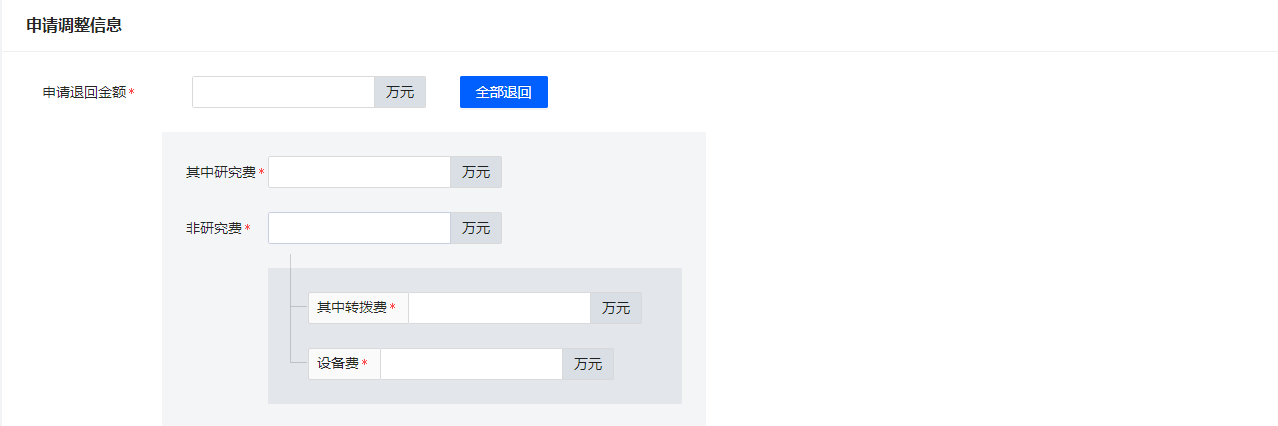 申请调整信息
申请退回金额* 万元 全部退回
其中研究费* 万元
非研究费* 万元
其中转拨费* 万元
设备费* 万元